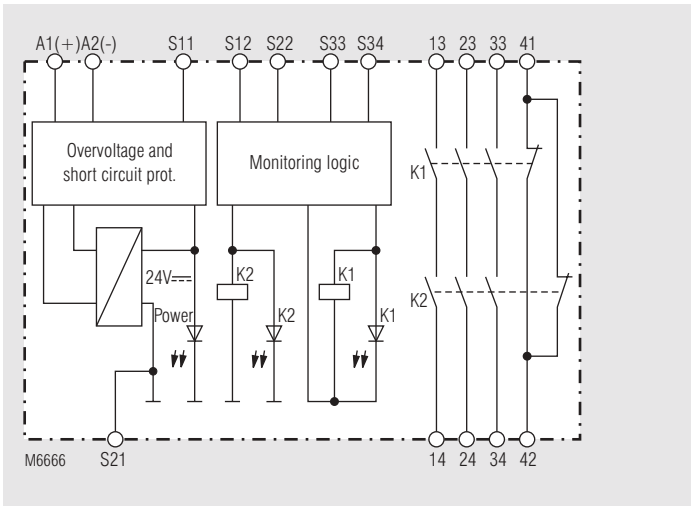 A1(+)A2(-) S11 S12 S22 S33 S34 13 23 33 41
Overvoltage and
short circuit prot.
Monitoring logic
K1
24V
K2
K1
K2
Power
K2
K1
M6666 S21 14 24 34 42